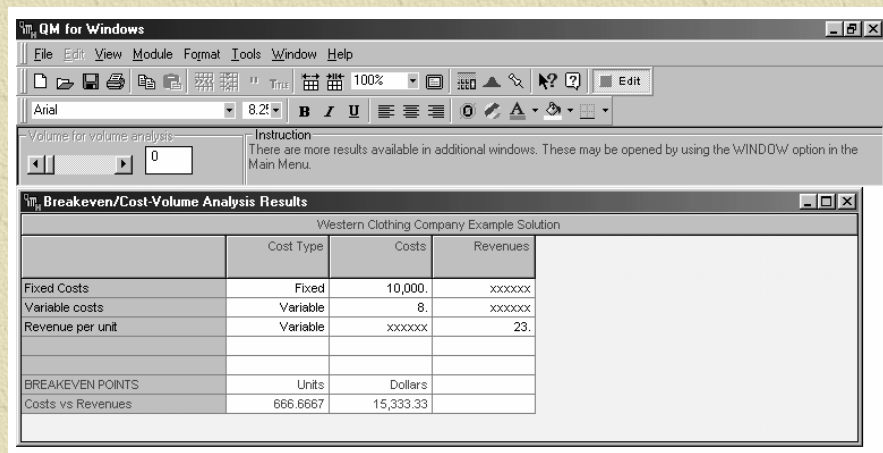 QM for Windows
File Edit View Module Format Tools Window Help
100% Edit
Arial 8.2 B I U A
Volume for volume analysis
0
Instruction
There are more results available in additional windows. These may be opened by using the WINDOW option in the
Main Menu.
Breakeven/Cost-Volume Analysis Results
Western Clothing Company Example Solution
Cost Type Costs Revenues
Fixed Costs Fixed 10,000. xxxxxx
Variable costs Variable 8. xxxxxx
Revenue per unit Variable xxxxxx 23.
BREAKEVEN POINTS Units Dollars
Costs vs Revenues 666.6667 15,333.33